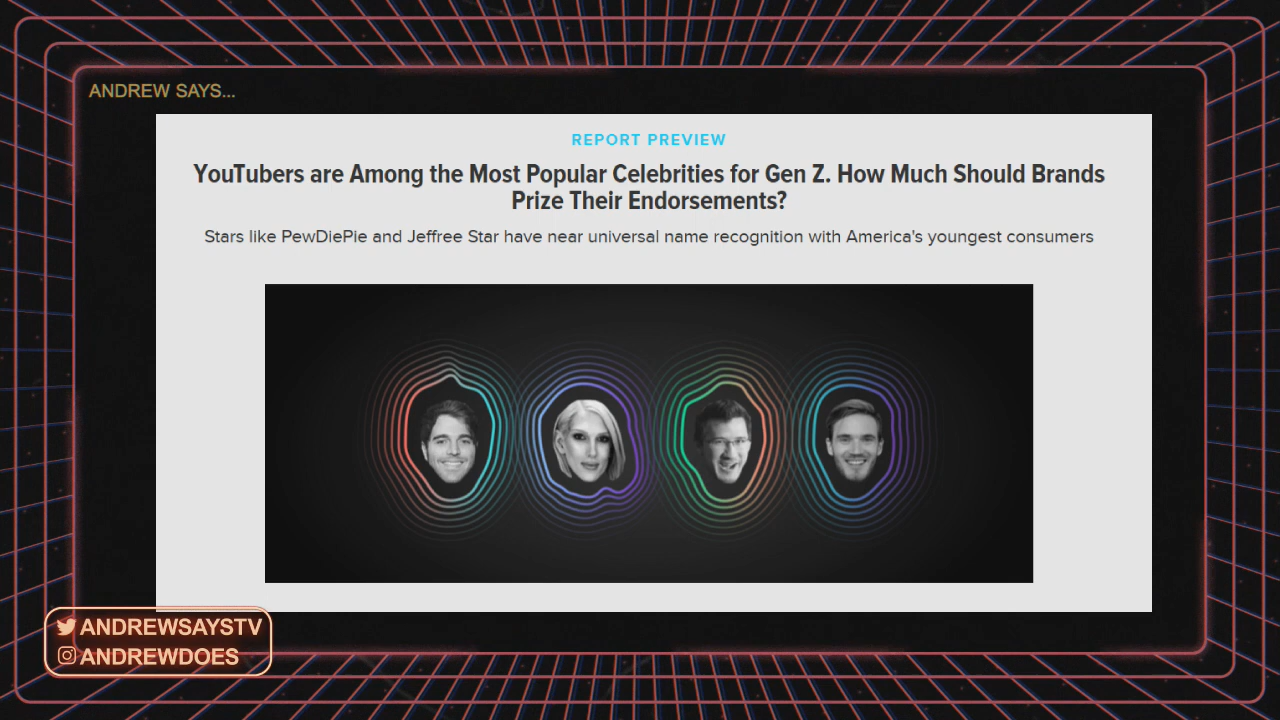 ANDREW SAYS...
REPORT PREVIEW
YouTubers are Among the Most Popular Celebrities for Gen Z. How Much Should Brands
Prize Their Endorsements?
Stars like PewDiePie and Jeffree Star have near universal name recognition with America's youngest consumers
ANDREWSAYSTV
ANDREWDOES